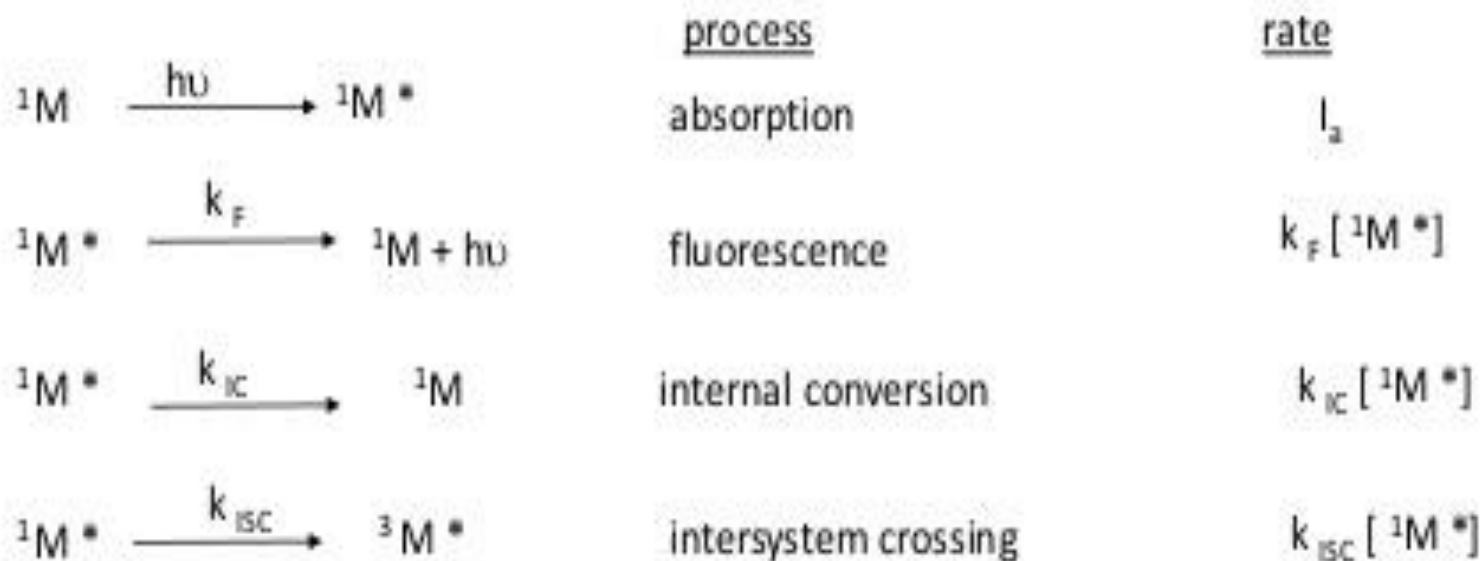 process rate
¹M hυ ¹M * absorption Iₐ
¹M * k F ¹M + hυ fluorescence k F [ ¹M *]
¹M * k IC ¹M internal conversion k IC [ ¹M *]
¹M * k ISC ³M * intersystem crossing k ISC [ ¹M *]